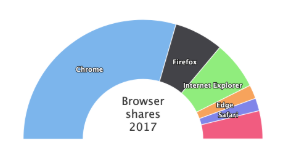 Chrome
Firefox
Internet Explorer
Edge
Safari
Browser
shares
2017